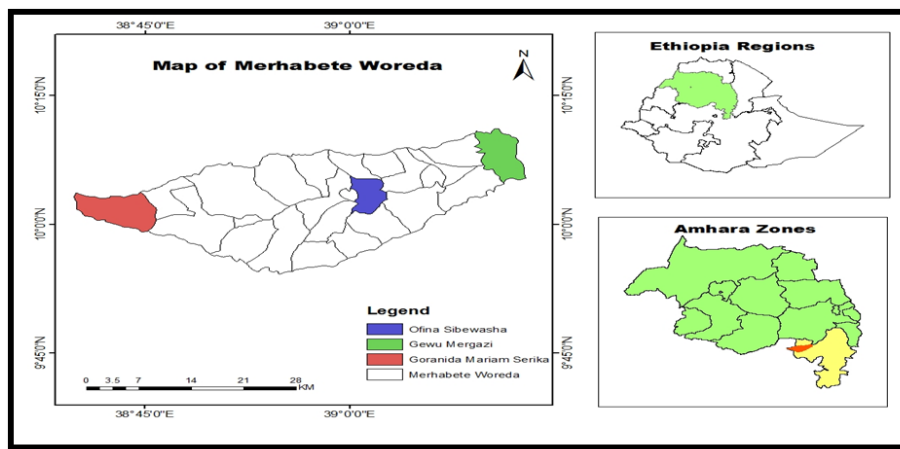 38°45'0"E
39°0'0"E
Map of Merhabete Woreda
N
10°15'0"N
10°15'0"N
10°0'0"N
10°0'0"N
9°45'0"N
9°45'0"N
Legend
Ofina Sibewasha
Gewu Mergazi
Goranida Mariam Serika
Merhabete Woreda
0 3.5 7 14 21 28
KM
38°45'0"E
39°0'0"E
Ethiopia Regions
Amhara Zones